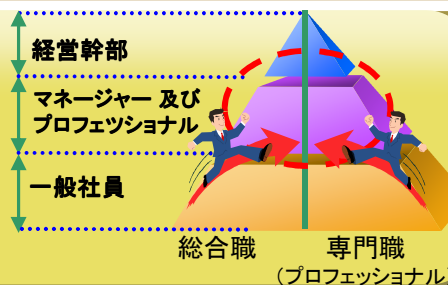 経営幹部
マネージャー 及び
プロフェツショナル
一般社員
総合職
専門職
(プロフェッショナル)